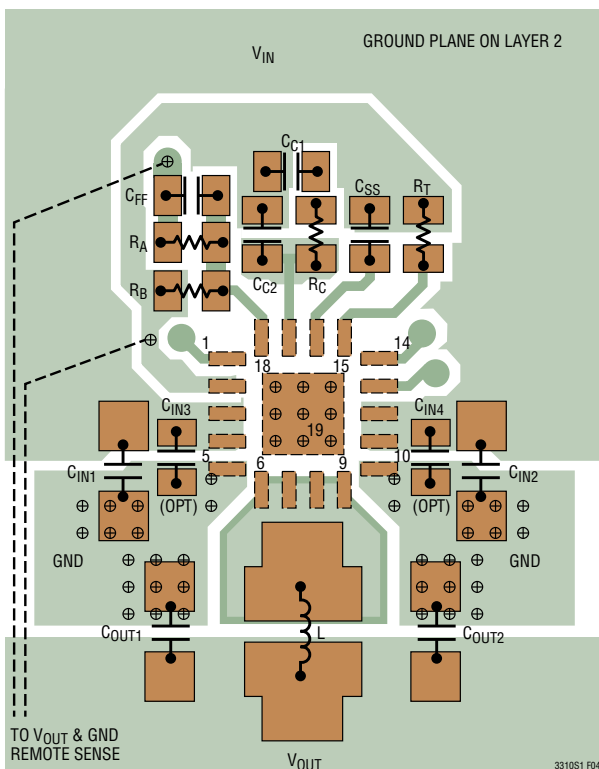 GROUND PLANE ON LAYER 2
VIN
CC1
CFF
CSS
RT
RA
CC2
RC
RB
1
14
18
15
19
CIN3
CIN4
CIN1
5
6
9
10
CIN2
(OPT)
(OPT)
GND
GND
COUT1
L
COUT2
TO VOUT & GND
REMOTE SENSE
VOUT
3310S1 F04